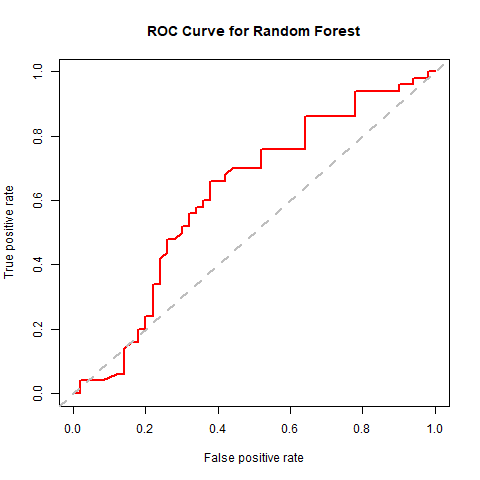 ROC Curve for Random Forest
True positive rate
1.0
0.8
0.6
0.4
0.2
0.0
0.0 0.2 0.4 0.6 0.8 1.0
False positive rate